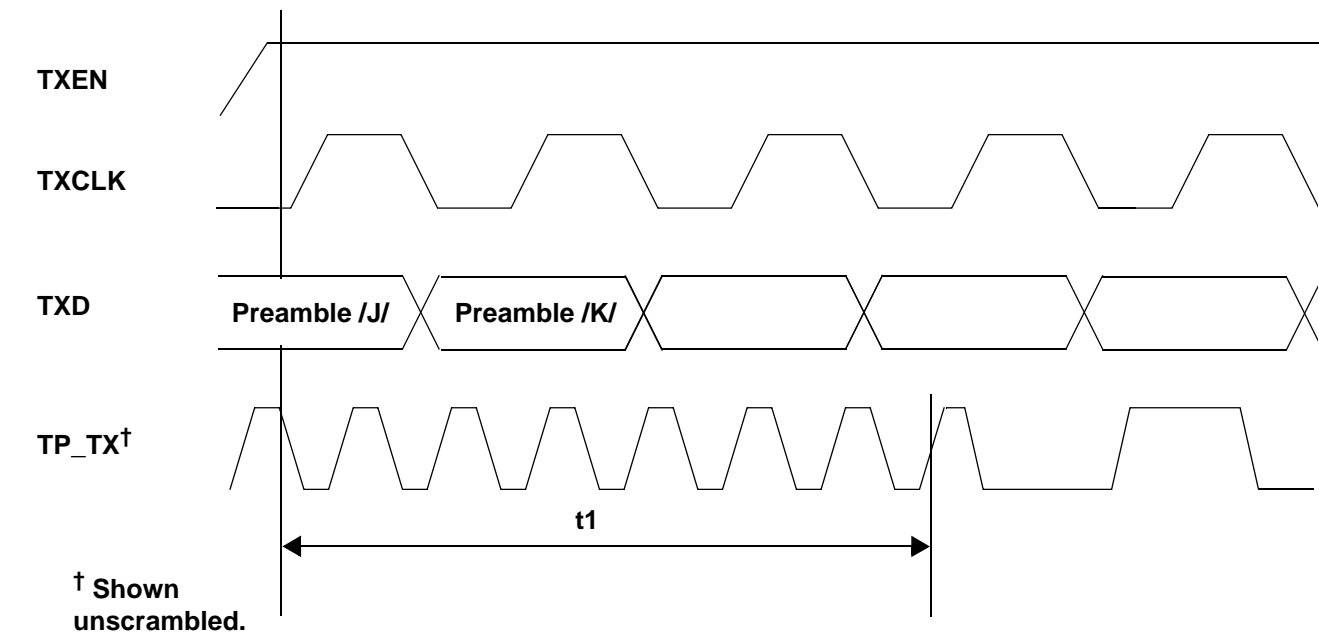 TXEN
TXCLK
TXD
Preamble /J/
Preamble /K/
TP_TX†
t1
† Shown
unscrambled.